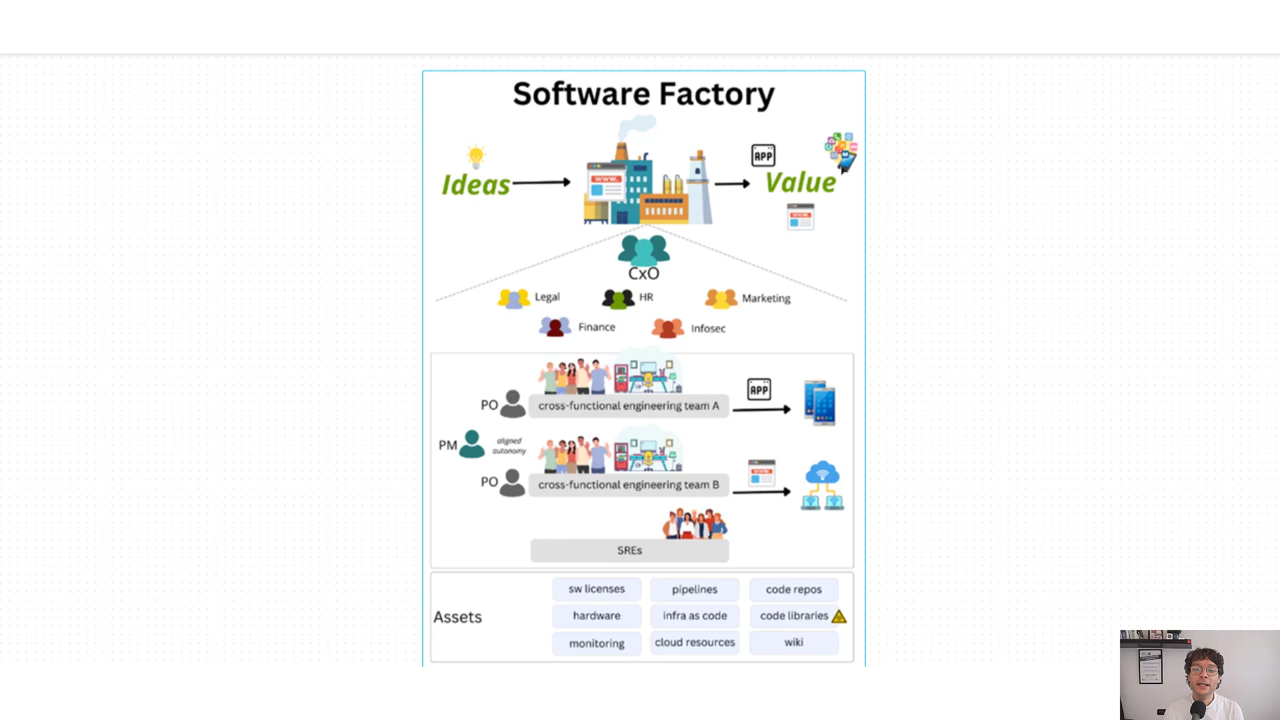 Software Factory
Ideas
WWW.
APP
Value
CxO
Legal
HR
Marketing
Finance
Infosec
PO
cross-functional engineering team A
APP
PM
aligned
autonomy
PO
cross-functional engineering team B
SREs
Assets
sw licenses
pipelines
code repos
hardware
infra as code
code libraries
monitoring
cloud resources
wiki